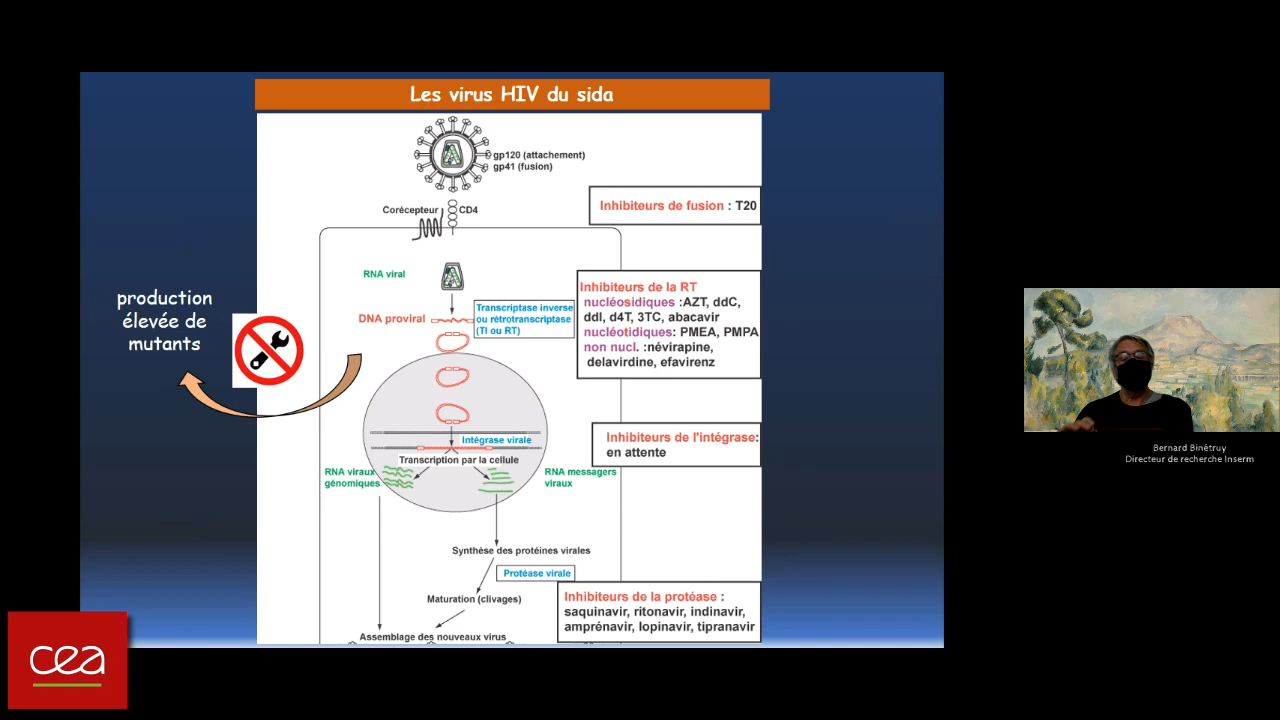 Les virus HIV du sida
gp120 (attachement)
gp41 (fusion)
Corécepteur
CD4
Inhibiteurs de fusion : T20
RNA viral
DNA proviral
Transcriptase inverse
ou rétrotranscriptase
(TI ou RT)
Inhibiteurs de la RT
nucléosidiques :AZT, ddC,
ddI, d4T, 3TC, abacavir
nucléotidiques: PMEA, PMPA
non nucl. :névirapine,
delavirdine, efavirenz
production
élevée de
mutants
Intégrase virale
Inhibiteurs de l'intégrase:
en attente
Transcription par la cellule
RNA viraux
génomiques
RNA messagers
viraux
Synthèse des protéines virales
Protéase virale
Maturation (clivages)
Inhibiteurs de la protéase :
saquinavir, ritonavir, indinavir,
amprénavir, lopinavir, tipranavir
Assemblage des nouveaux virus
Bernard Binètruy
Directeur de recherche Inserm
cea